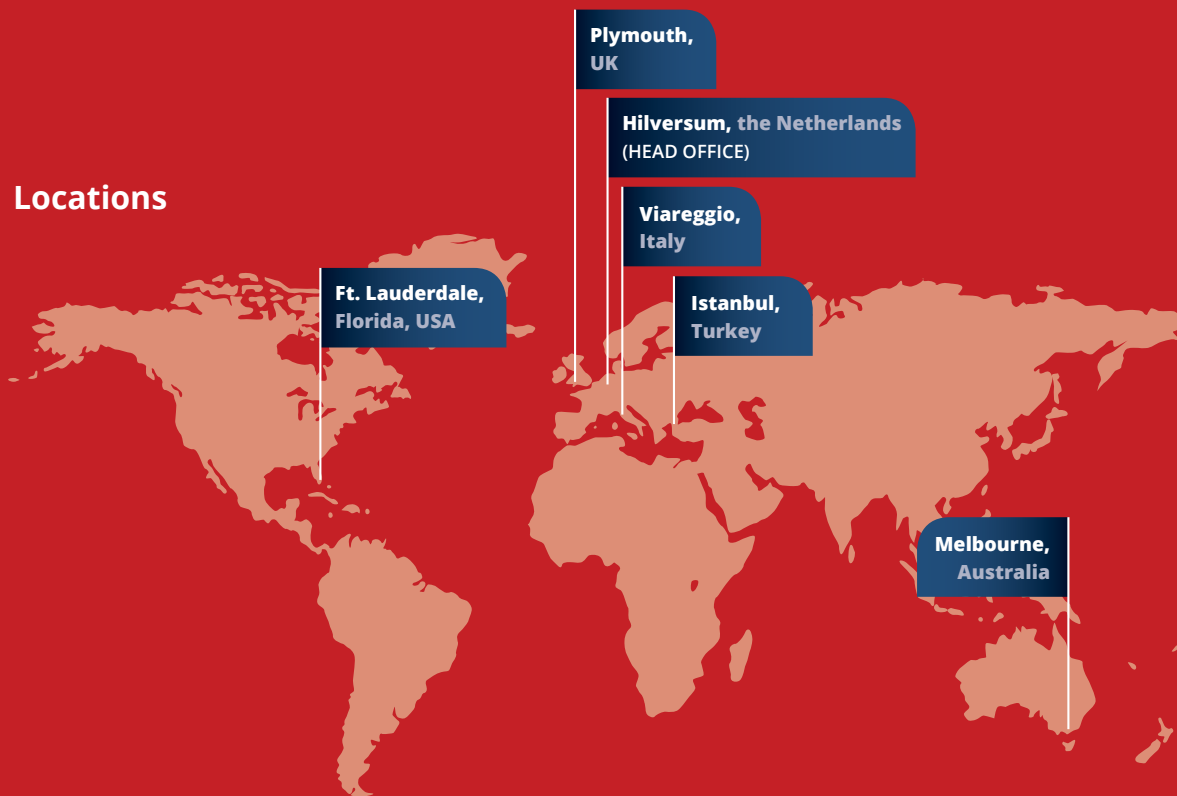 Plymouth,
UK
Hilversum, the Netherlands
(HEAD OFFICE)
Locations
Viareggio,
Italy
Ft. Lauderdale,
Florida, USA
Istanbul,
Turkey
Melbourne,
Australia